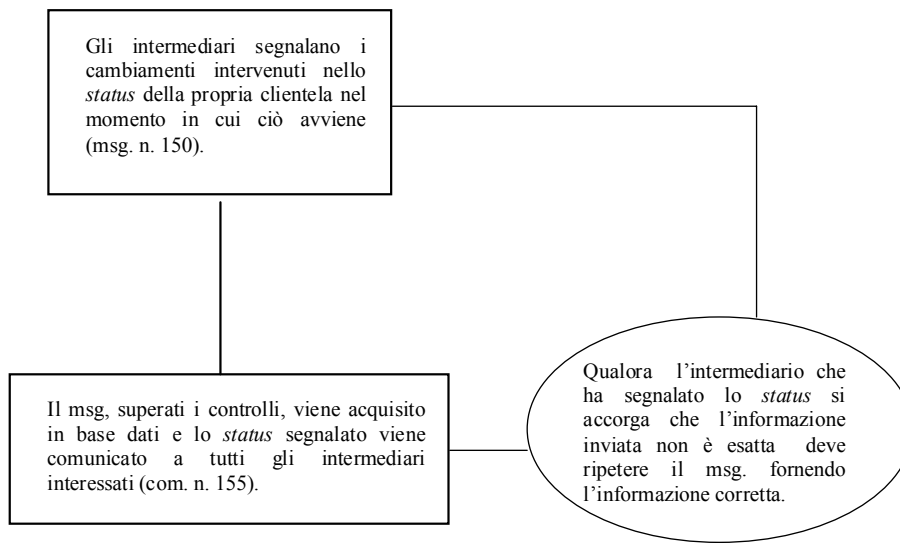 Gli intermediari segnalano i
cambiamenti intervenuti nello
status della propria clientela nel
momento in cui ciò avviene
(msg. n. 150).
Il msg, superati i controlli, viene acquisito
in base dati e lo status segnalato viene
comunicato a tutti gli intermediari
interessati (com. n. 155).
Qualora l’intermediario che
ha segnalato lo status si
accorga che l’informazione
inviata non è esatta deve
ripetere il msg. fornendo
l’informazione corretta.